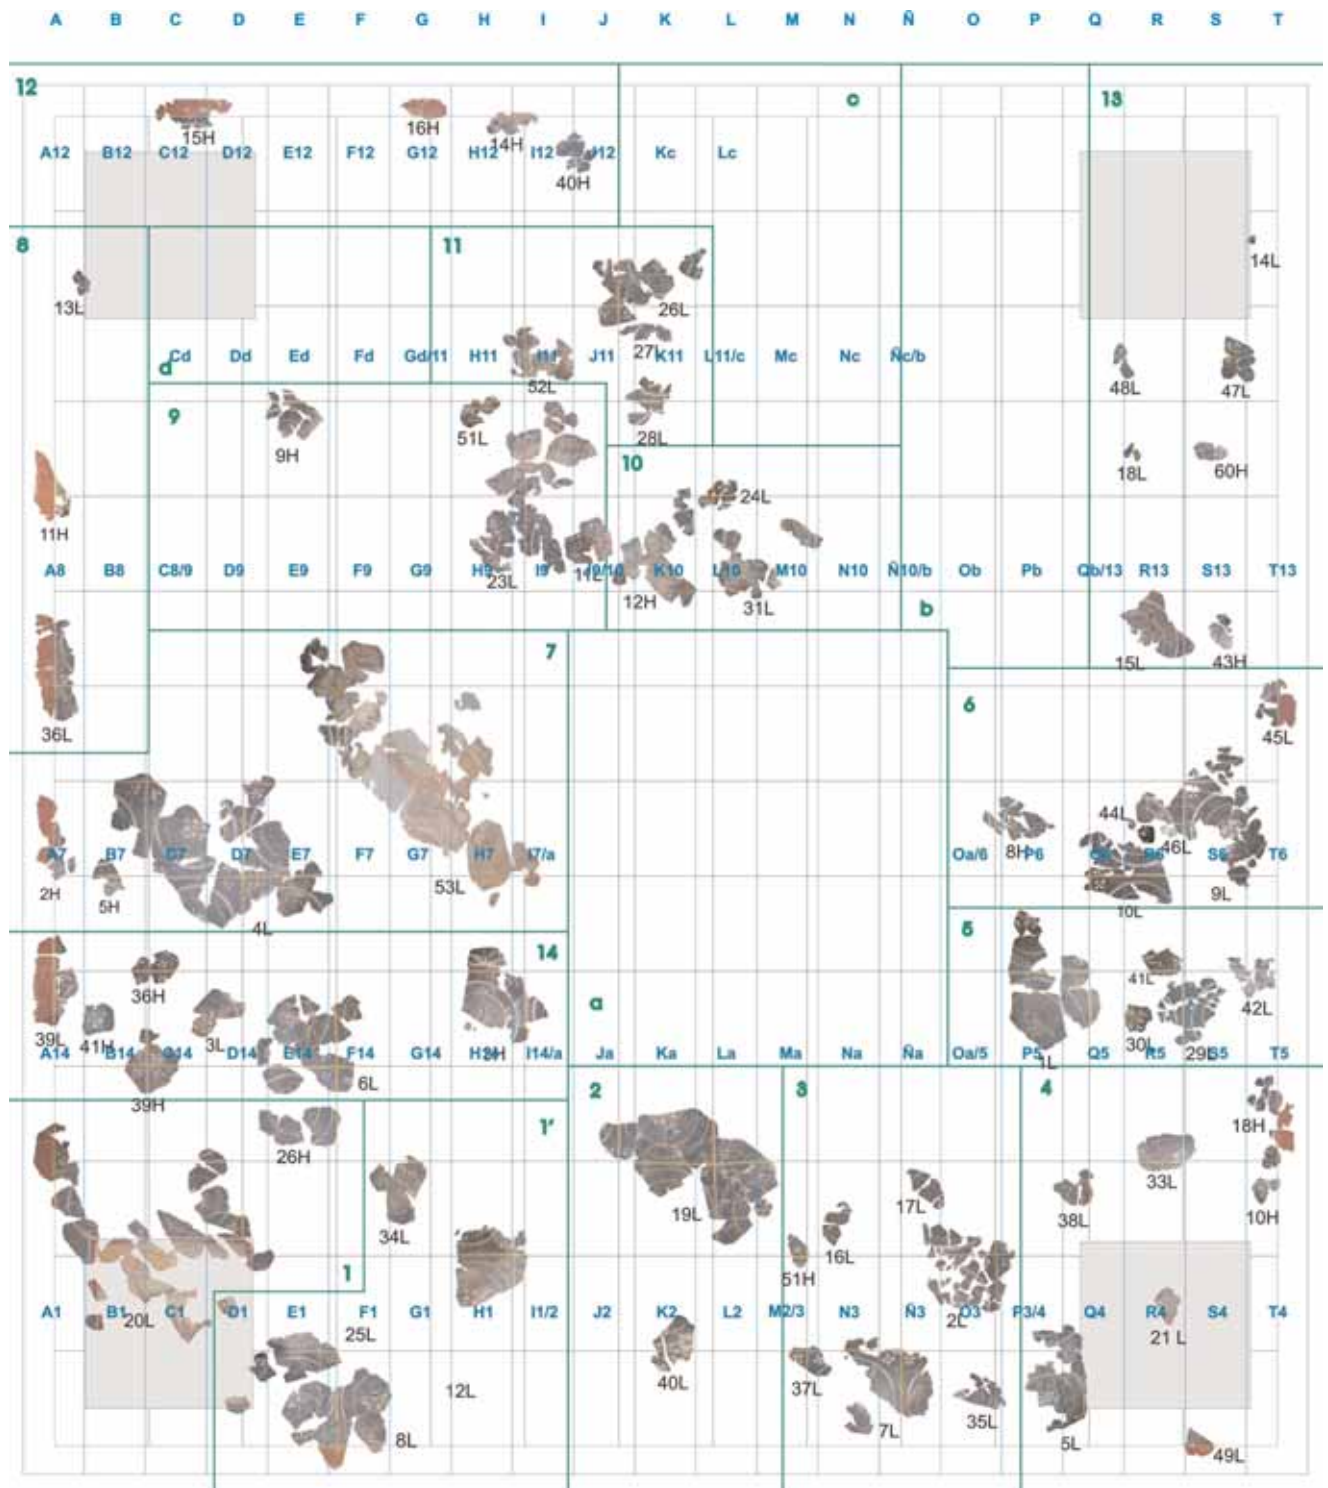 A B C D E F G H I J K L M N Ñ O P Q R S T
12 c 13
15H 16H 14H
A12 B12 C12 D12 E12 F12 G12 H12 I12 J12 Kc Lc
40H
8 11
14L
13L 26L
27L
Cd Dd Ed Fd Gd/11 H11 I11 J11 K11 L11/c Mc Nc Ñc/b
d 52L 48L 47L
9 51L 28L
9H 10 18L 60H
24L
11H
A8 B8 C8/9 D9 E9 F9 G9 H9 I9 J9/10 K10 L10 M10 N10 Ñ10/b Ob Pb Qb/13 R13 S13 T13
23L 11L 12H 31L b
7 15L 43H
6
36L 45L
44L
46L
8H
A7 B7 C7 D7 E7 F7 G7 H7 I7/a Oa/6 P6 Q6 R6 S6 T6
2H 5H 53L 9L
4L 10L
14 5
36H 41L
a 42L
39L 41H 3L 30L 29L
A14 B14 C14 D14 E14 F14 G14 H14 I14/a Ja Ka La Ma Na Ña Oa/5 P5 Q5 R5 S5 T5
3H 1L
6L
39H 2 3 4
1' 18H
26H
33L
17L
19L 38L 10H
34L
16L
51H
1
A1 B1 C1 D1 E1 F1 G1 H1 I1/2 J2 K2 L2 M2/3 N3 Ñ3 O3 P3/4 Q4 R4 S4 T4
20L 25L 2L 21 L
40L 12L 37L
35L
8L 7L 5L
49L